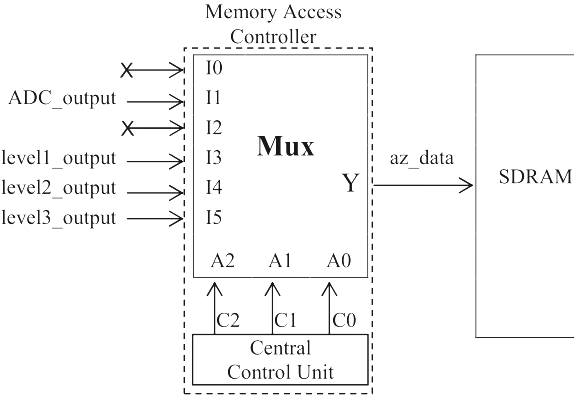 Memory Access
Controller
I0
ADC_output I1
I2
Mux
level1_output I3
az_data
level2_output I4
Y
SDRAM
level3_output I5
A2 A1 A0
C2 C1 C0
Central
Control Unit